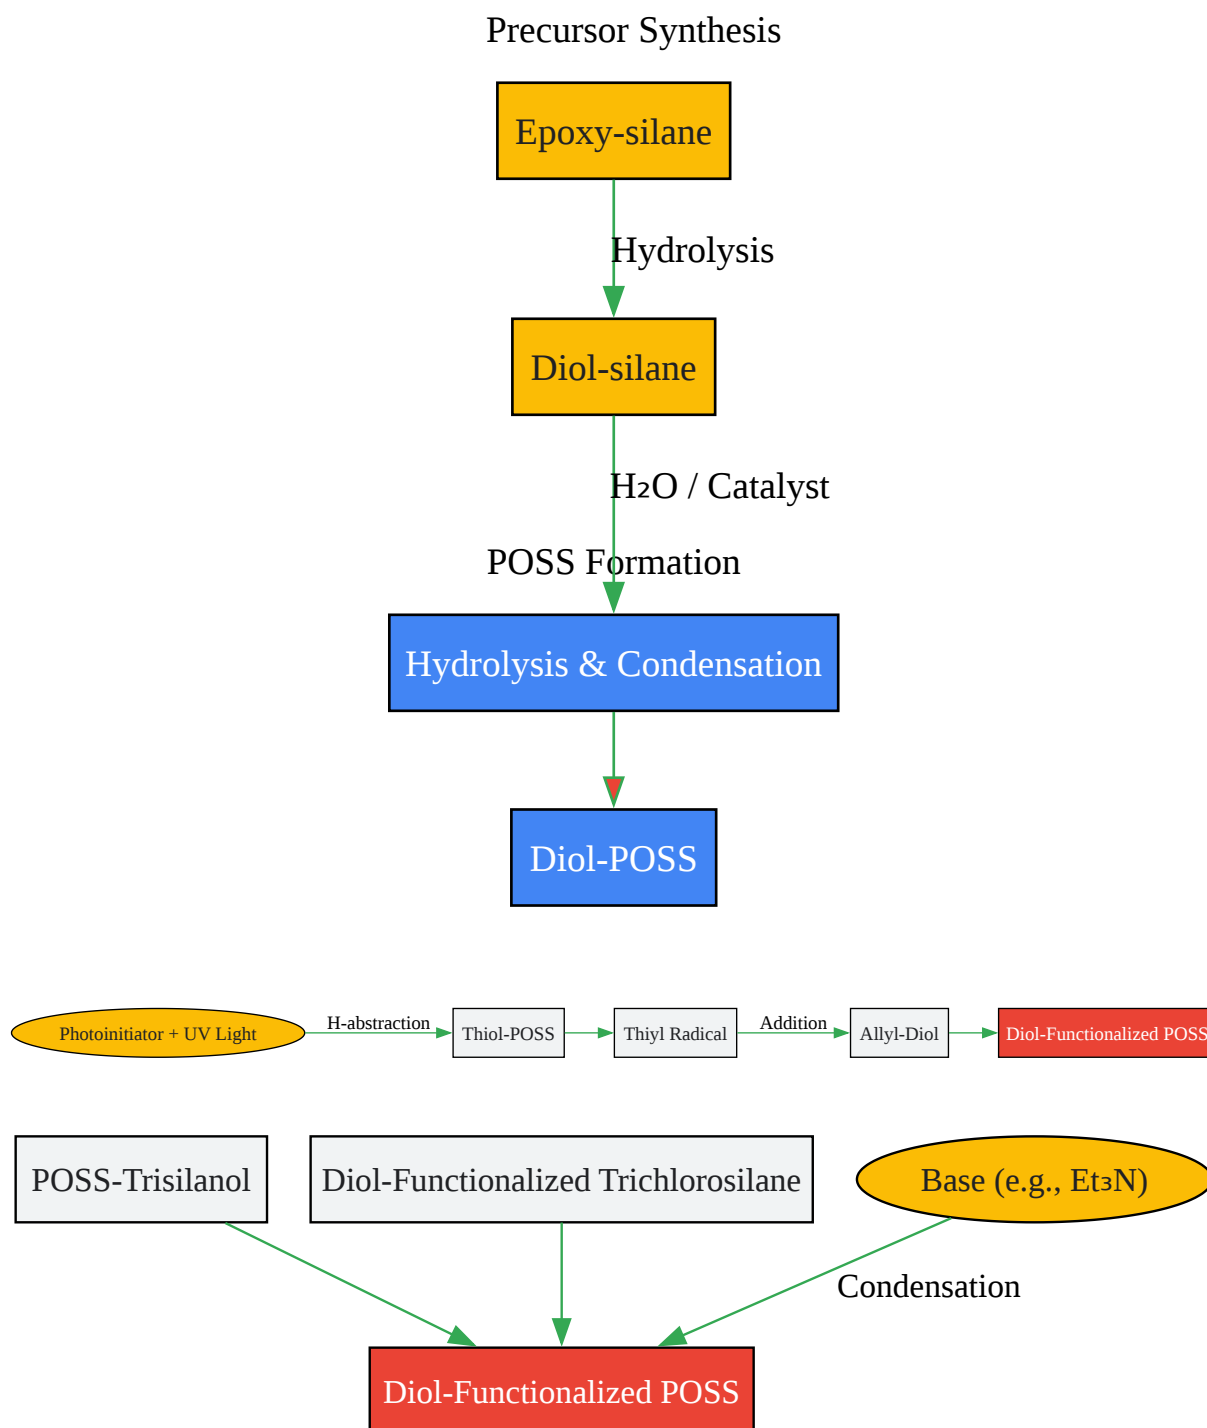 Precursor Synthesis
Epoxy-silane
Hydrolysis
Diol-silane
H₂O / Catalyst
POSS Formation
Hydrolysis & Condensation
Diol-POSS
Photoinitiator + UV Light
H-abstraction
Thiol-POSS
Thiyl Radical
Addition
Allyl-Diol
Diol-Functionalized POSS
POSS-Trisilanol
Diol-Functionalized Trichlorosilane
Base (e.g., Et₃N)
Condensation
Diol-Functionalized POSS